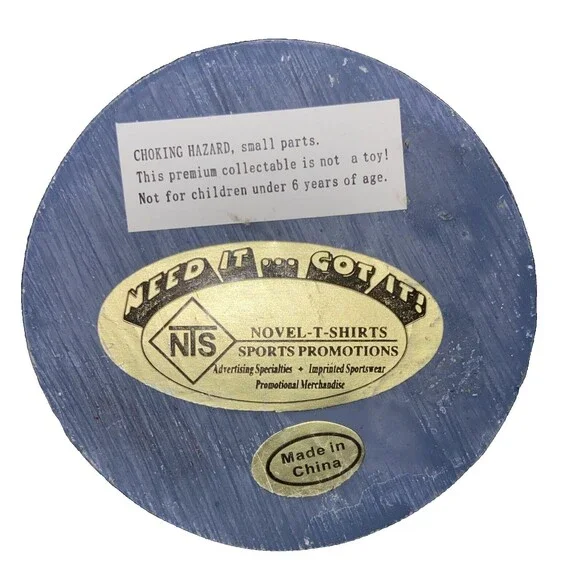 CHOKING HAZARD, small parts.
This premium collectable is not a toy!
Not for children under 6 years of age.
NEED IT ... GOT IT!
NTS
NOVEL-T-SHIRTS
SPORTS PROMOTIONS
Advertising Specialties • Imprinted Sportswear
Promotional Merchandise
Made in
China